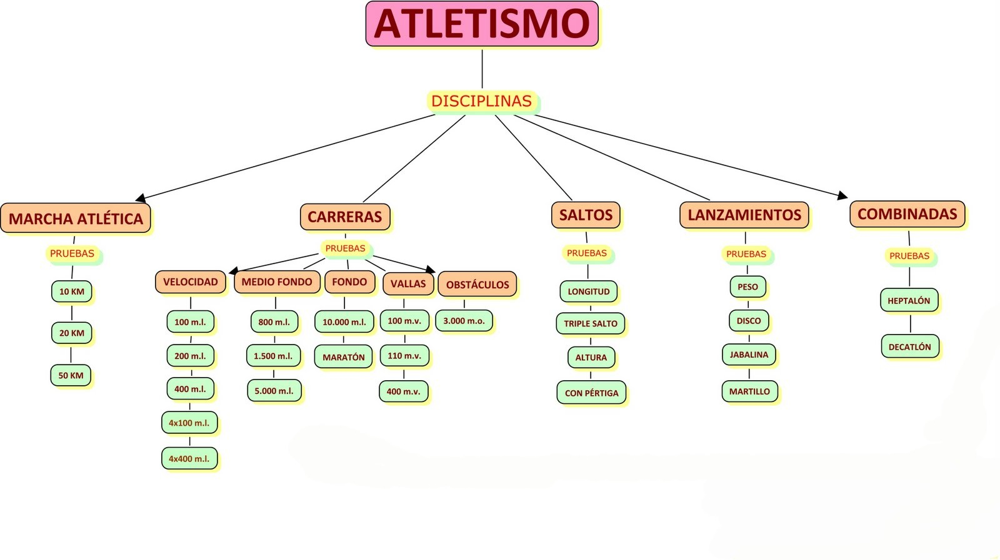 ATLETISMO
DISCIPLINAS
MARCHA ATLÉTICA
PRUEBAS
10 KM
20 KM
50 KM
CARRERAS
PRUEBAS
VELOCIDAD
100 m.l.
200 m.l.
400 m.l.
4x100 m.l.
4x400 m.l.
MEDIO FONDO
800 m.l.
1.500 m.l.
5.000 m.l.
FONDO
10.000 m.l.
MARATÓN
VALLAS
100 m.v.
110 m.v.
400 m.v.
OBSTÁCULOS
3.000 m.o.
SALTOS
PRUEBAS
LONGITUD
TRIPLE SALTO
ALTURA
CON PÉRTIGA
LANZAMIENTOS
PRUEBAS
PESO
DISCO
JABALINA
MARTILLO
COMBINADAS
PRUEBAS
HEPTALÓN
DECATLÓN